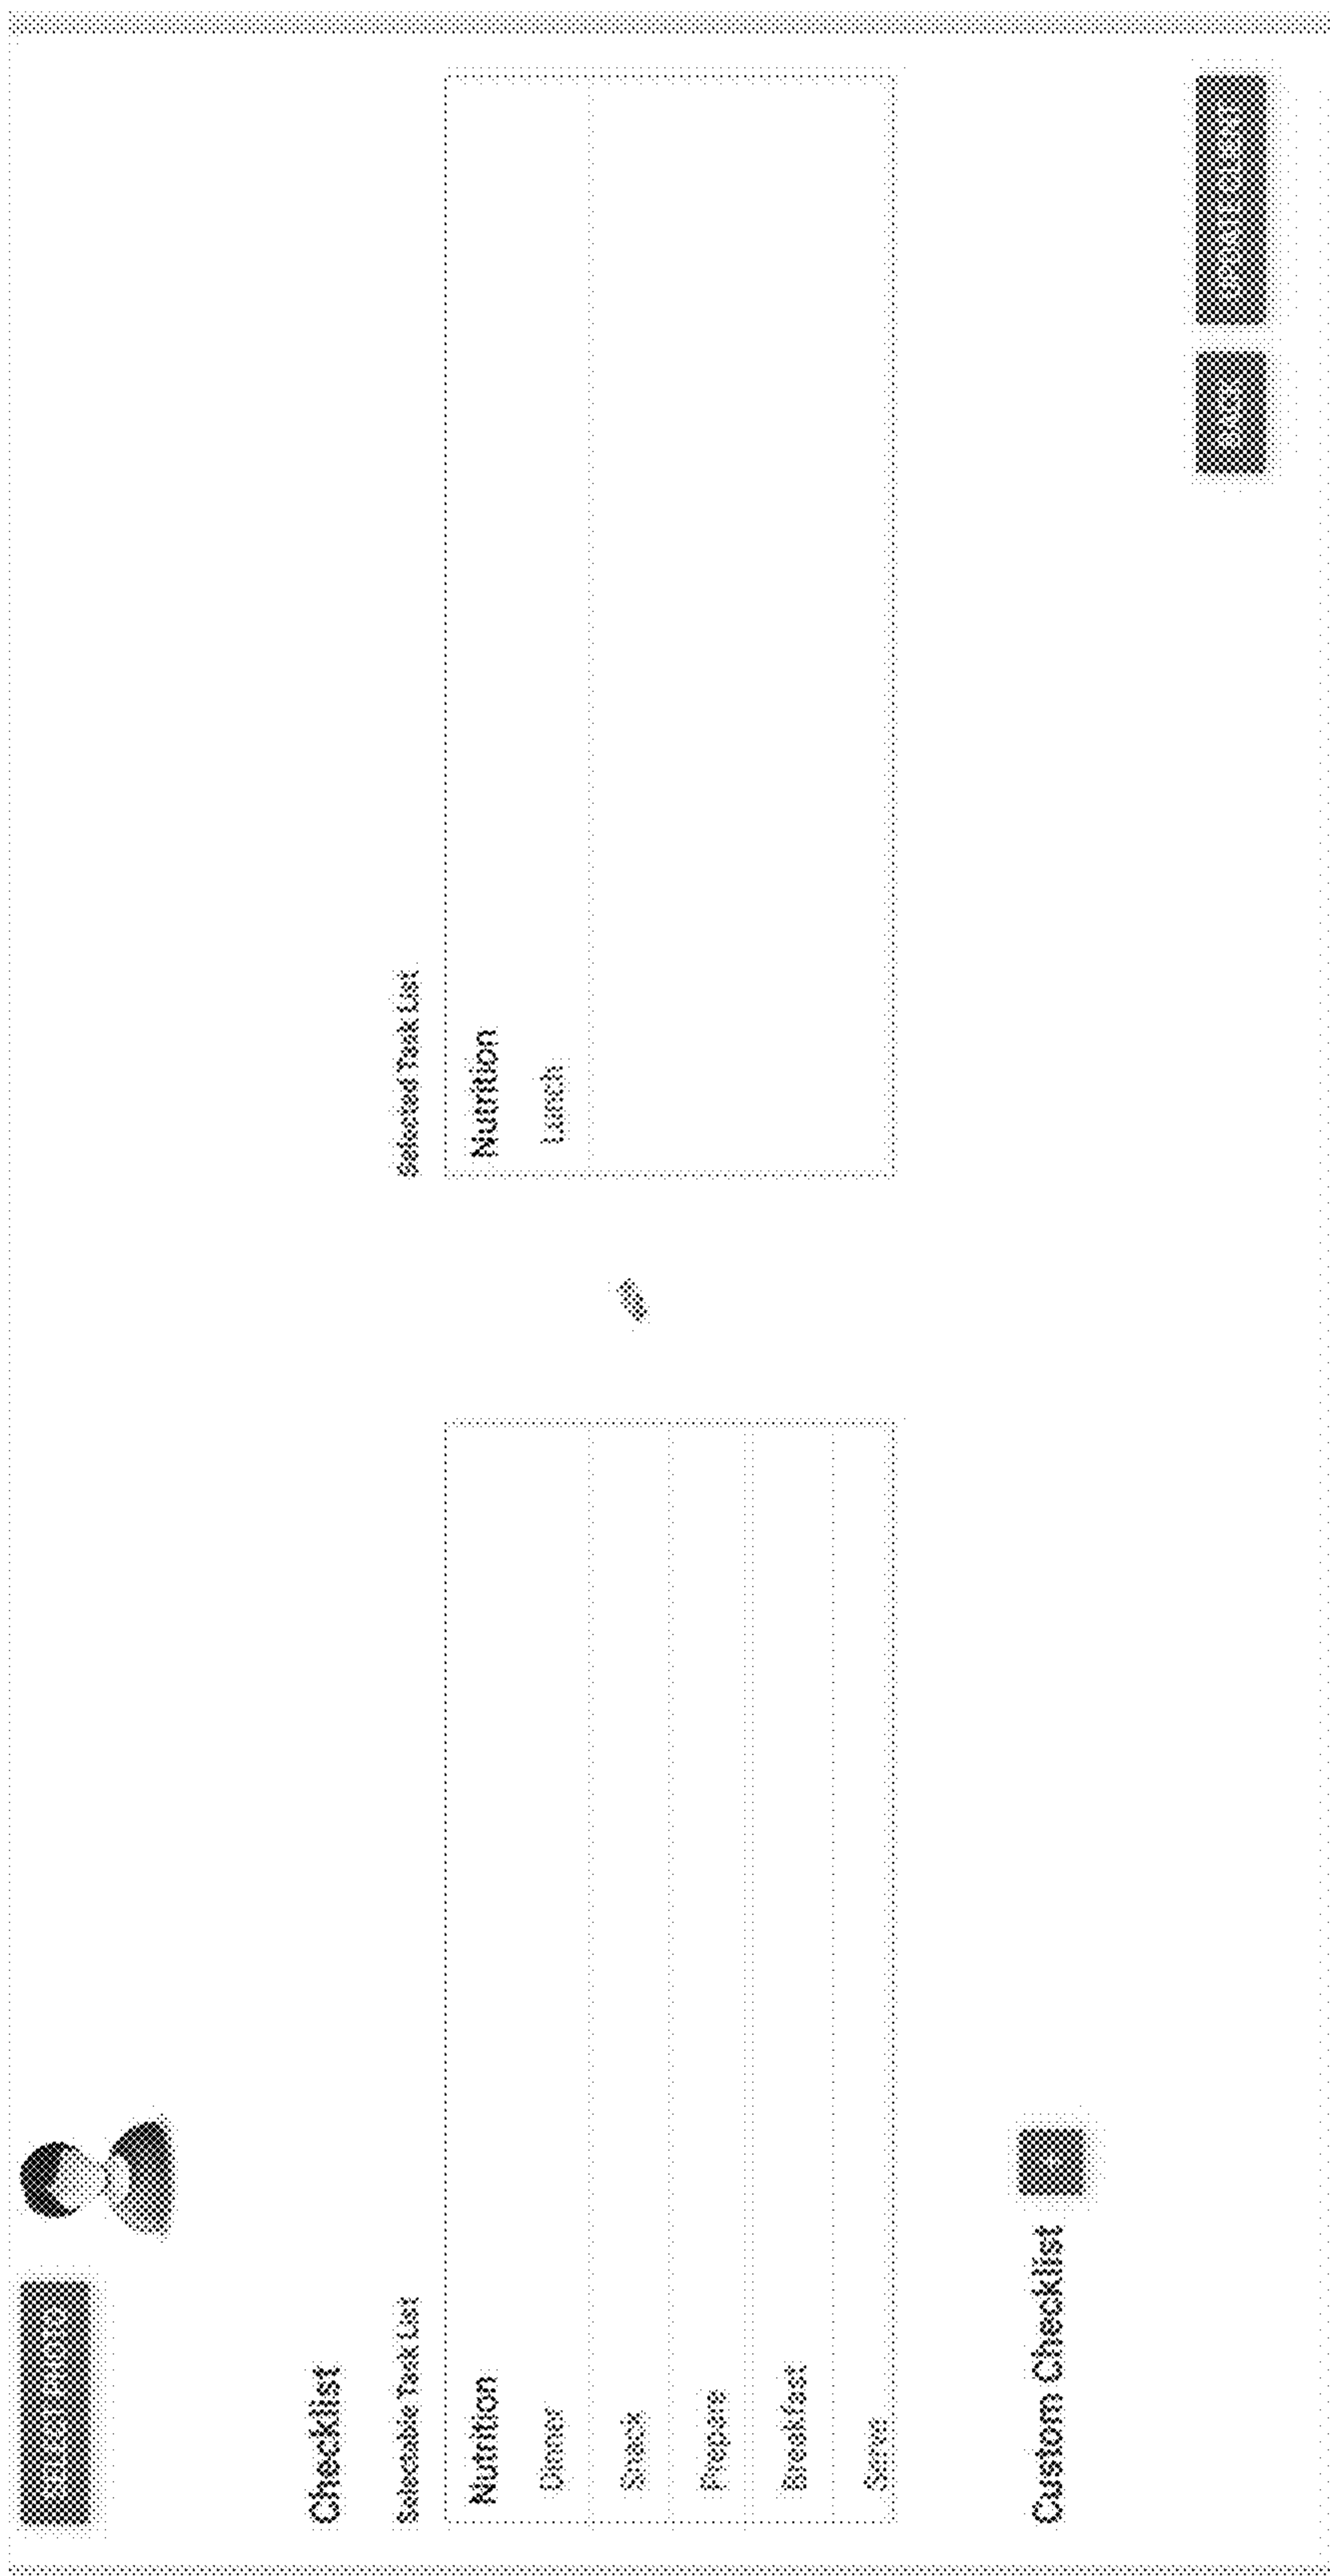 Checklist
Selectable Task List
Selected Task List
Nutrition
Dinner
Snack
Prepare
Breakfast
Serve
Nutrition
Lunch
Custom Checklist